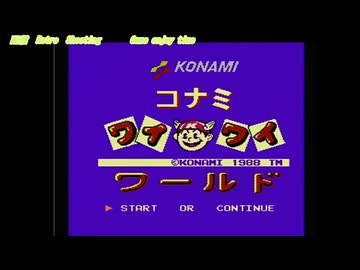 Retro Shooting Game enjoy time
KONAMI
コナミ
ワイワイ
©KONAMI 1988 TM
ワールド
▶ START OR CONTINUE